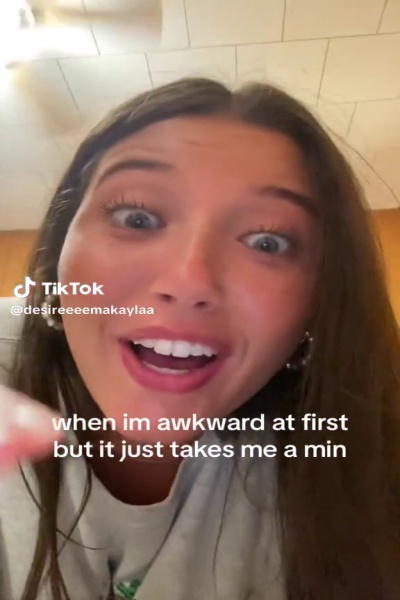 TikTok
@desireeeemakaylaa
when im awkward at first
but it just takes me a min